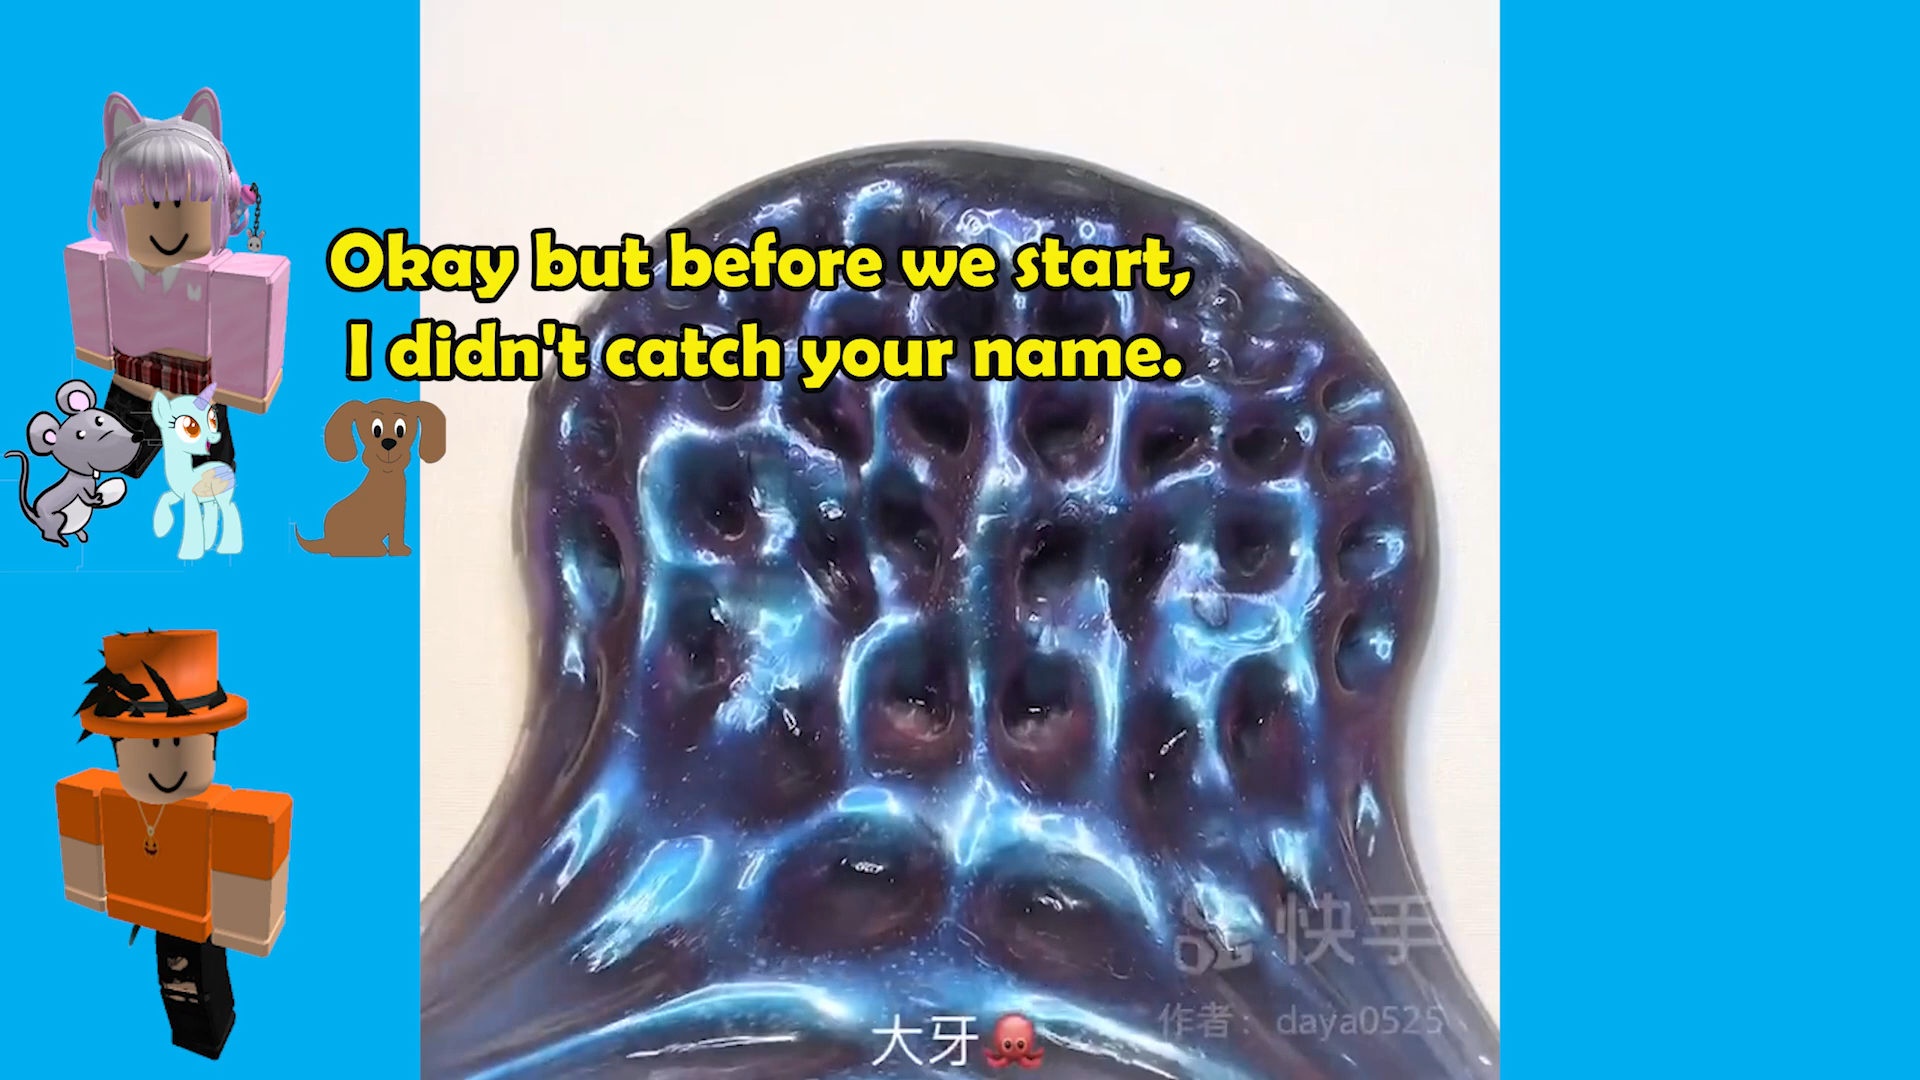 Okay but before we start,
I didn't catch your name.
快手
作者：daya0525
大牙🐙